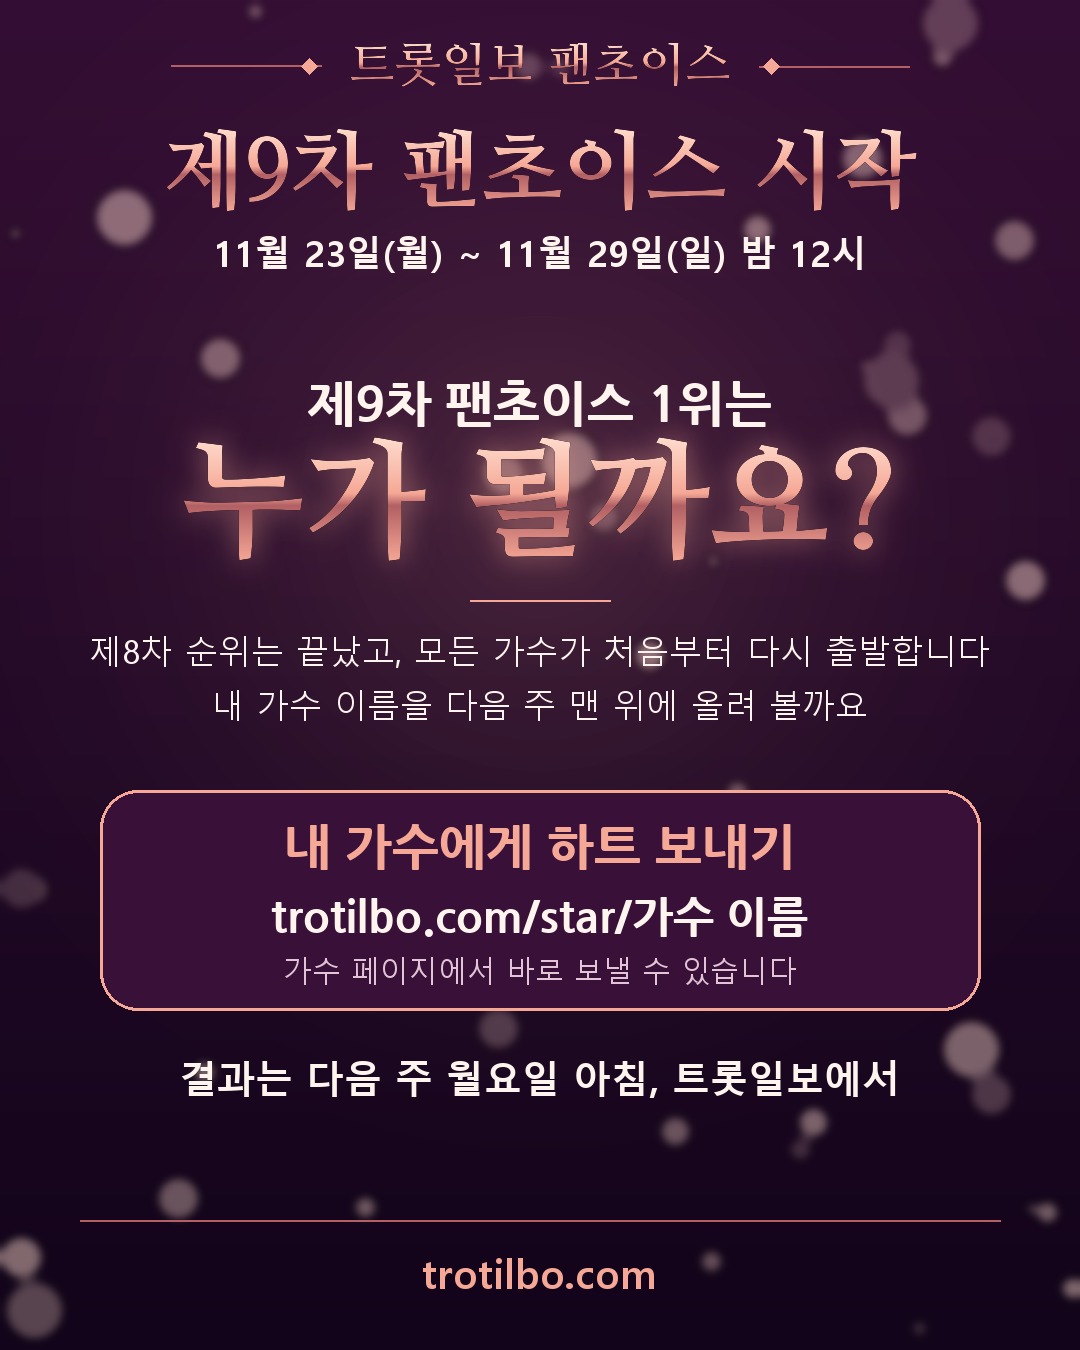 트롯일보 팬초이스
제9차 팬초이스 시작
11월 23일(월) ~ 11월 29일(일) 밤 12시
제9차 팬초이스 1위는
누가 될까요?
제8차 순위는 끝났고, 모든 가수가 처음부터 다시 출발합니다
내 가수 이름을 다음 주 맨 위에 올려 볼까요
내 가수에게 하트 보내기
trotilbo.com/star/가수 이름
가수 페이지에서 바로 보낼 수 있습니다
결과는 다음 주 월요일 아침, 트롯일보에서
trotilbo.com